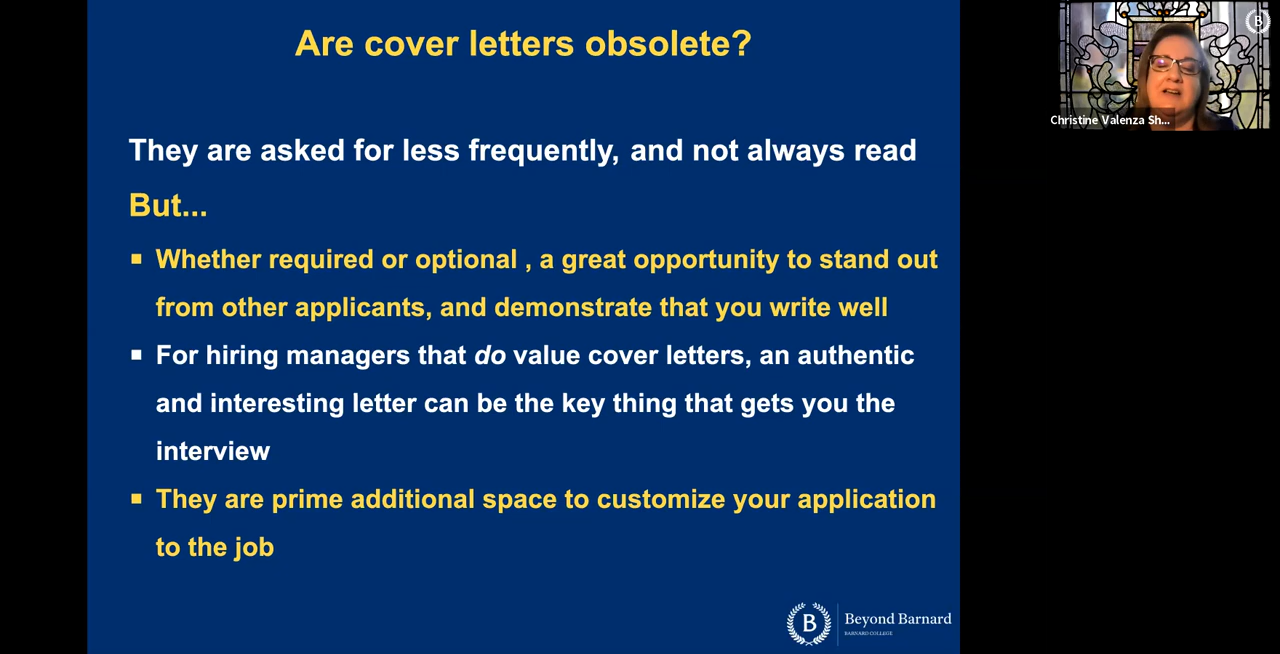 Are cover letters obsolete?
They are asked for less frequently, and not always read
But...
▪ Whether required or optional , a great opportunity to stand out
from other applicants, and demonstrate that you write well
▪ For hiring managers that do value cover letters, an authentic
and interesting letter can be the key thing that gets you the
interview
▪ They are prime additional space to customize your application
to the job
B
Beyond Barnard
BARNARD COLLEGE
B
Christine Valenza Sh...